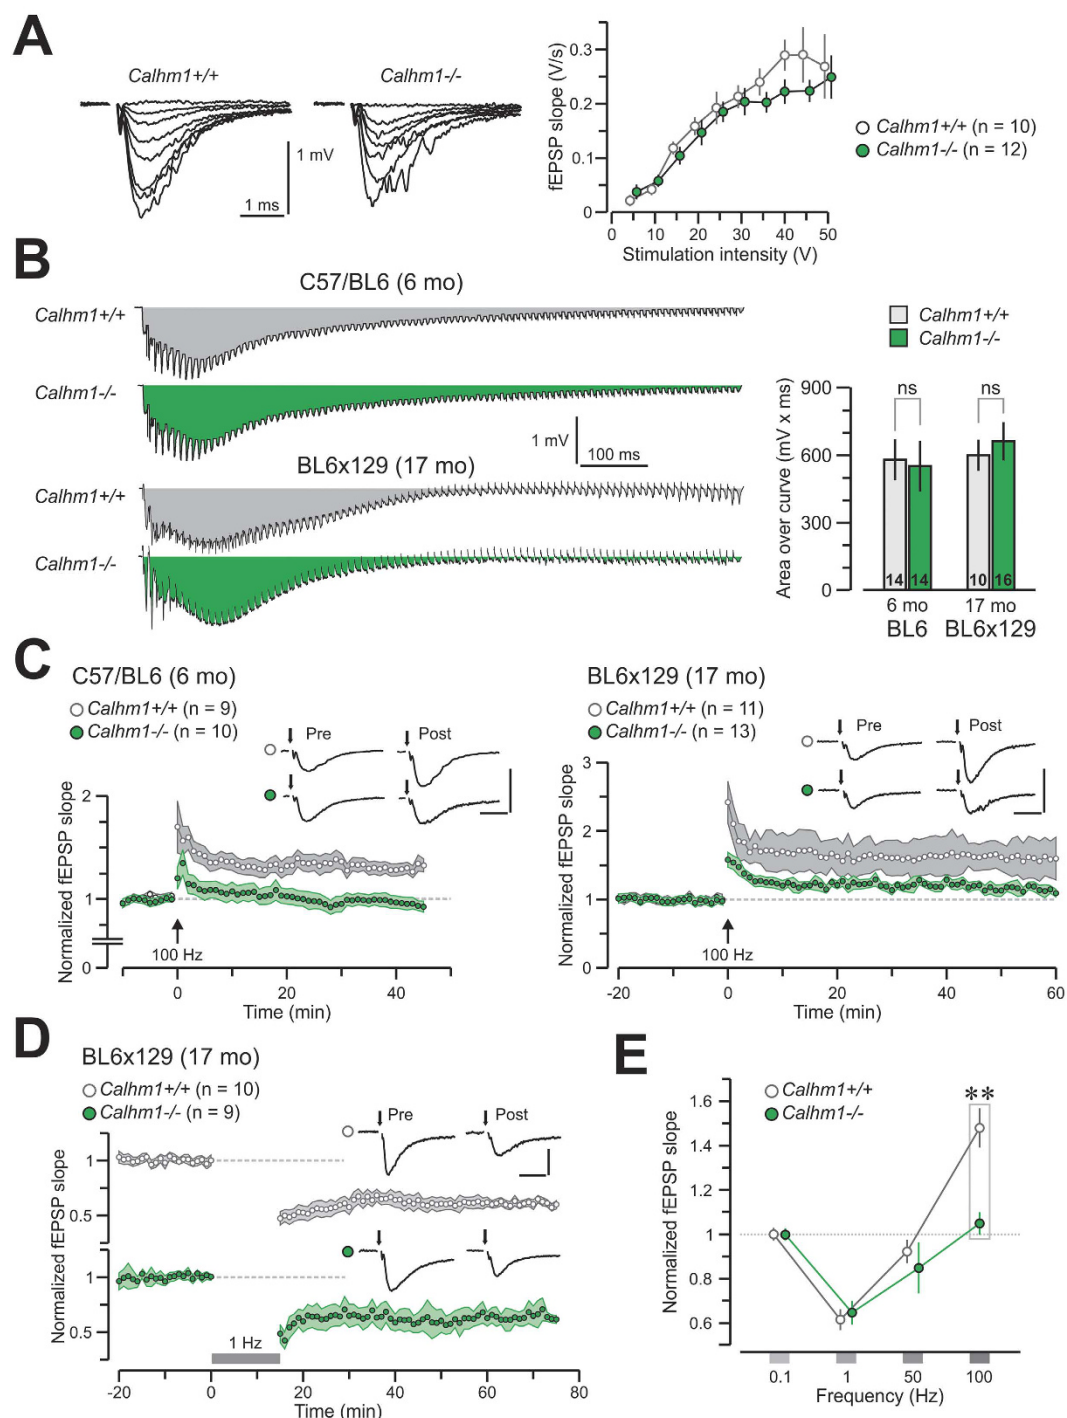 A
Calhm1+/+
Calhm1-/-
1 mV
1 ms
fEPSP slope (V/s)
0.3
0.2
0.1
0
0 10 20 30 40 50
Stimulation intensity (V)
Calhm1+/+ (n = 10)
Calhm1-/- (n = 12)
B
C57/BL6 (6 mo)
Calhm1+/+
Calhm1-/-
1 mV
100 ms
BL6x129 (17 mo)
Calhm1+/+
Calhm1-/-
Calhm1+/+
Calhm1-/-
Area over curve (mV x ms)
900
600
300
0
ns ns
14 14 10 16
6 mo 17 mo
BL6 BL6x129
C
C57/BL6 (6 mo)
Calhm1+/+ (n = 9)
Calhm1-/- (n = 10)
Pre Post
Normalized fEPSP slope
2
1
0
100 Hz
0 20 40
Time (min)
BL6x129 (17 mo)
Calhm1+/+ (n = 11)
Calhm1-/- (n = 13)
Pre Post
Normalized fEPSP slope
3
2
1
0
100 Hz
-20 0 20 40 60
Time (min)
D
BL6x129 (17 mo)
Calhm1+/+ (n = 10)
Calhm1-/- (n = 9)
Pre Post
Normalized fEPSP slope
1
0.5
1
0.5
1 Hz
-20 0 20 40 60 80
Time (min)
E
Calhm1+/+
Calhm1-/-
**
Normalized fEPSP slope
1.6
1.4
1.2
1
0.8
0.6
0.1 1 50 100
Frequency (Hz)